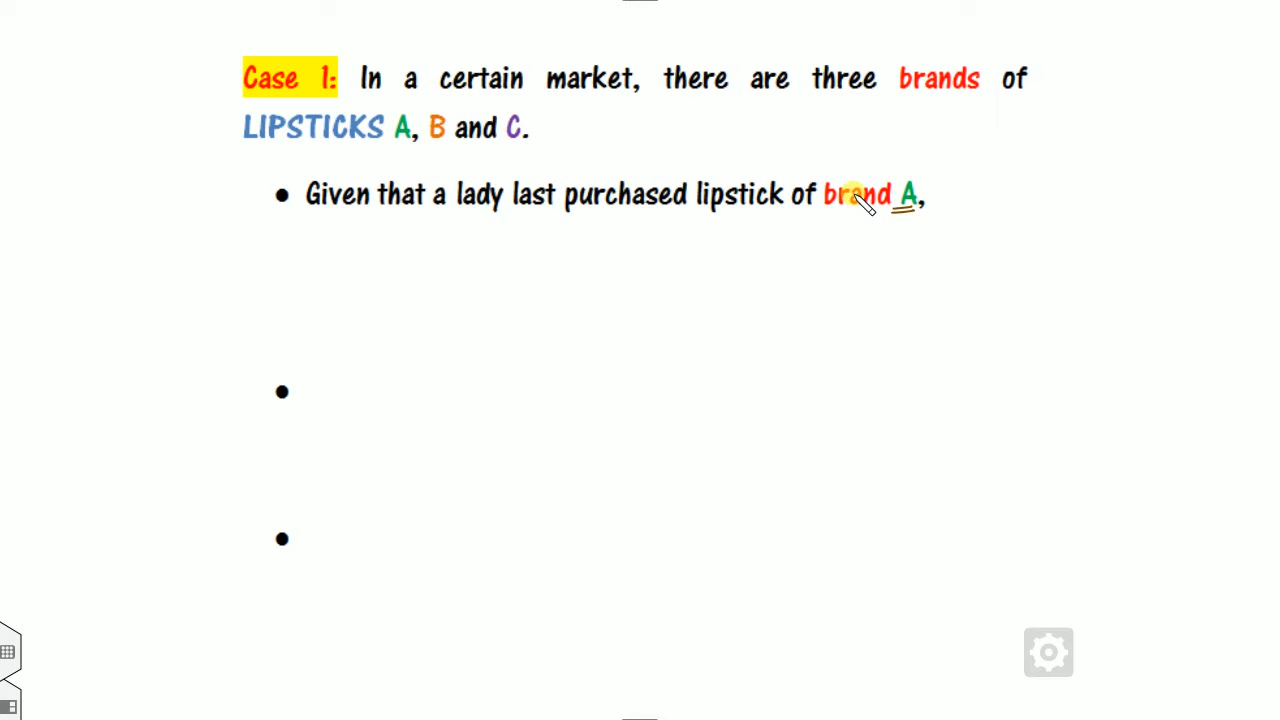 Case 1: In a certain market, there are three brands of
LIPSTICKS A, B and C.
• Given that a lady last purchased lipstick of brand A,
•
•